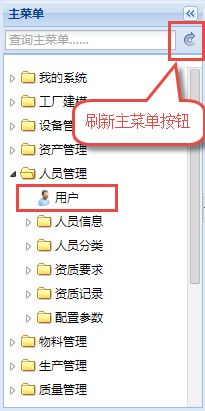 主菜单
查询主菜单......
我的系统
工厂建模
设备管
刷新主菜单按钮
资产管理
人员管理
用户
人员信息
人员分类
资质要求
资质记录
配置参数
物料管理
生产管理
质量管理